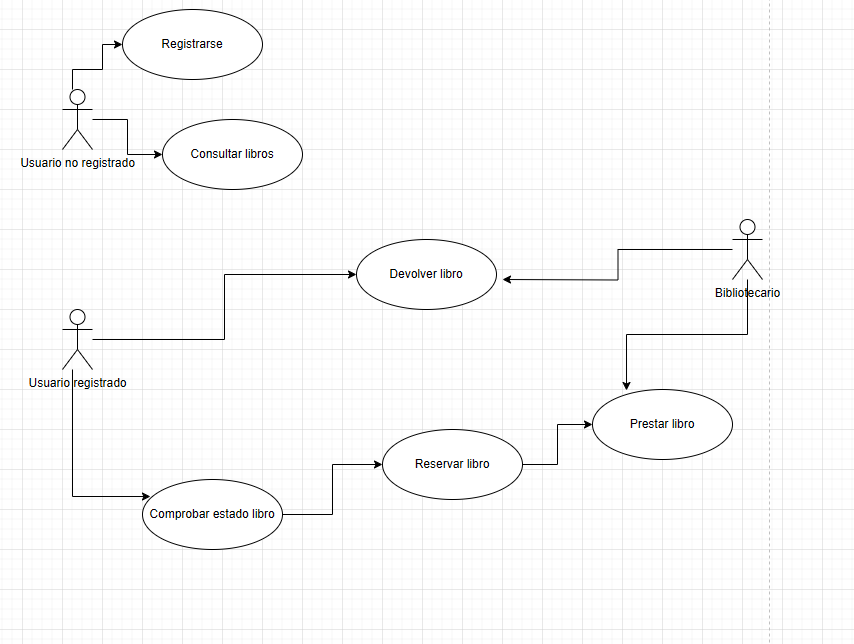 Registrarse
Consultar libros
Usuario no registrado
Devolver libro
Bibliotecario
Usuario registrado
Prestar libro
Reservar libro
Comprobar estado libro